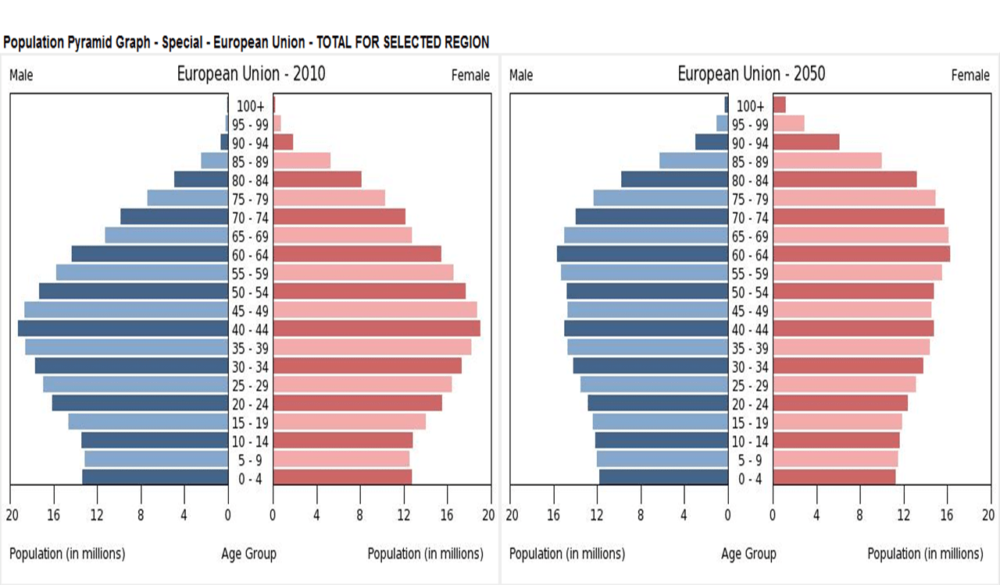 Population Pyramid Graph - Special - European Union - TOTAL FOR SELECTED REGION
Male European Union - 2010 Female
100+
95 - 99
90 - 94
85 - 89
80 - 84
75 - 79
70 - 74
65 - 69
60 - 64
55 - 59
50 - 54
45 - 49
40 - 44
35 - 39
30 - 34
25 - 29
20 - 24
15 - 19
10 - 14
5 - 9
0 - 4
20 16 12 8 4 0 0 4 8 12 16 20
Population (in millions) Age Group Population (in millions)
Male European Union - 2050 Female
100+
95 - 99
90 - 94
85 - 89
80 - 84
75 - 79
70 - 74
65 - 69
60 - 64
55 - 59
50 - 54
45 - 49
40 - 44
35 - 39
30 - 34
25 - 29
20 - 24
15 - 19
10 - 14
5 - 9
0 - 4
20 16 12 8 4 0 0 4 8 12 16 20
Population (in millions) Age Group Population (in millions)